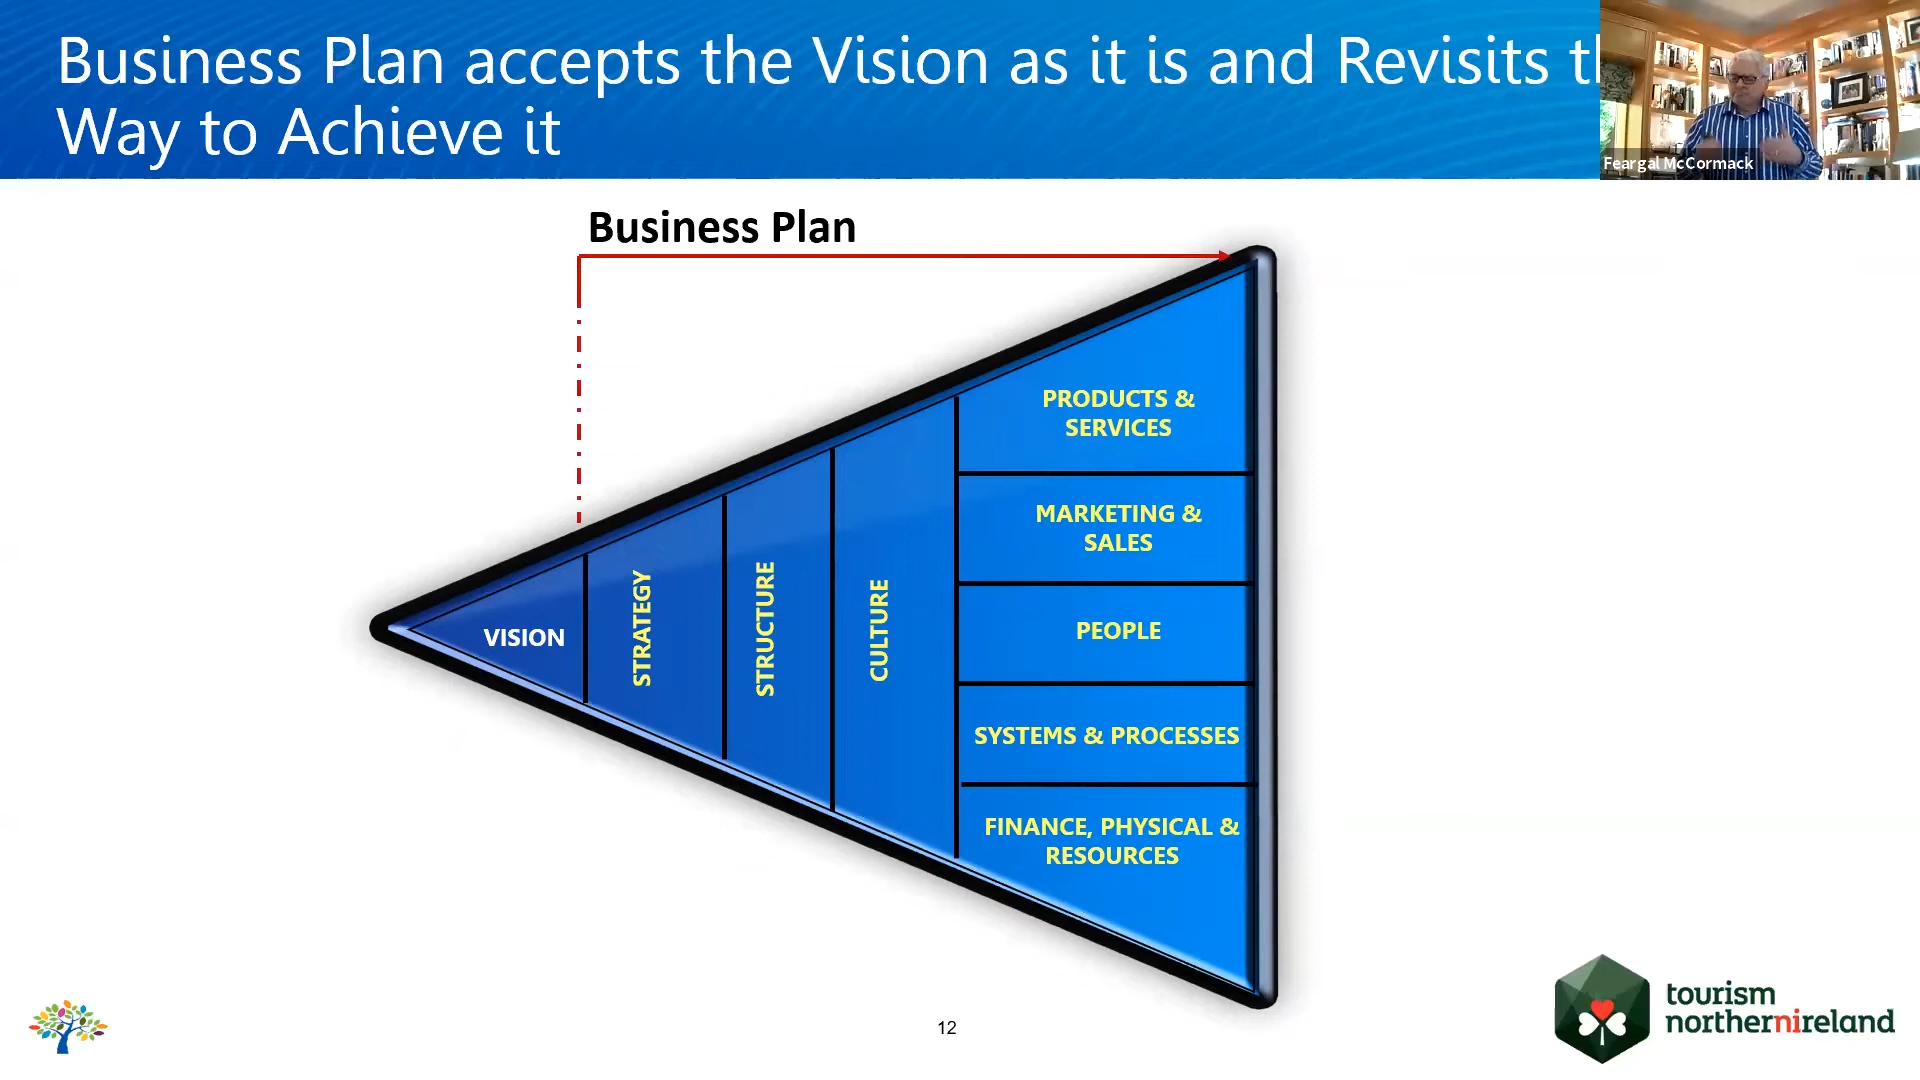 Business Plan accepts the Vision as it is and Revisits
Way to Achieve it
Feargal McCormack
Business Plan
VISION
STRATEGY
STRUCTURE
CULTURE
PRODUCTS &
SERVICES
MARKETING &
SALES
PEOPLE
SYSTEMS & PROCESSES
FINANCE, PHYSICAL &
RESOURCES
12
tourism
northernireland